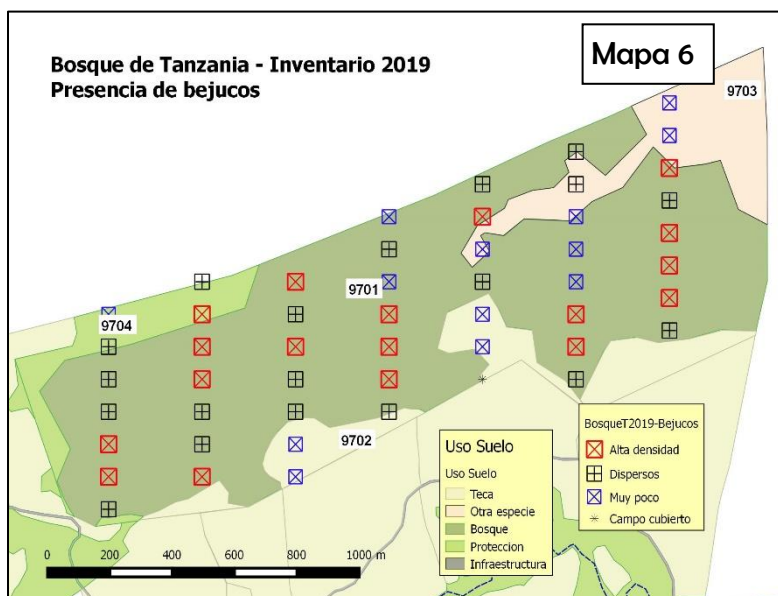 Bosque de Tanzania - Inventario 2019
Presencia de bejucos
Mapa 6
9703
9701
9704
9702
Uso Suelo
Uso Suelo
Teca
Otra especie
Bosque
Proteccion
Infraestructura
BosqueT2019-Bejucos
Alta densidad
Dispersos
Muy poco
Campo cubierto
0 200 400 600 800 1000 m